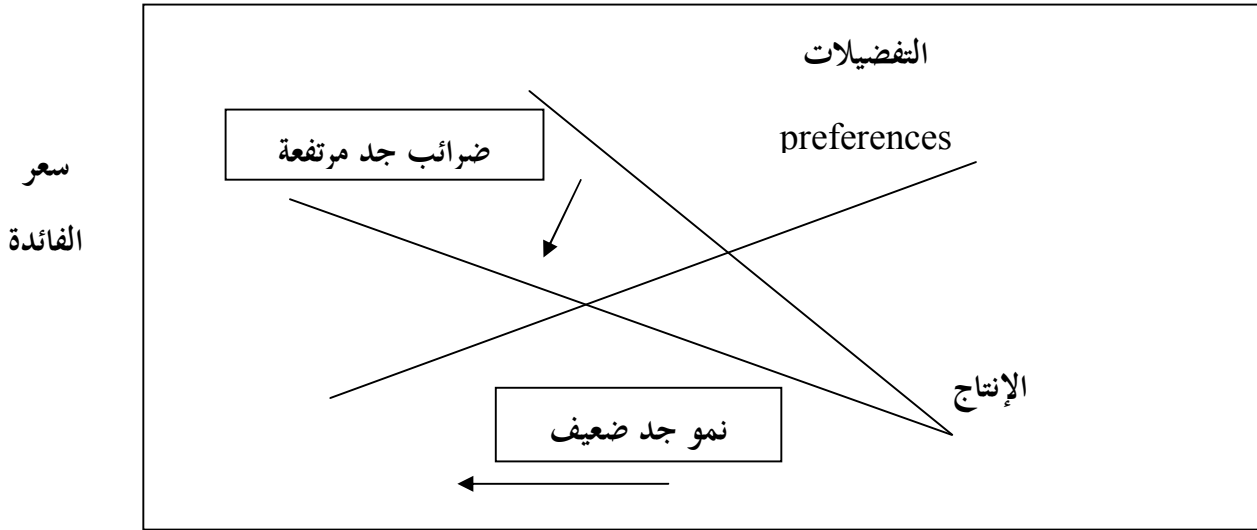 التفضيلات
preferences
ضرائب جد مرتفعة
سعر
الفائدة
الإنتاج
نمو جد ضعيف